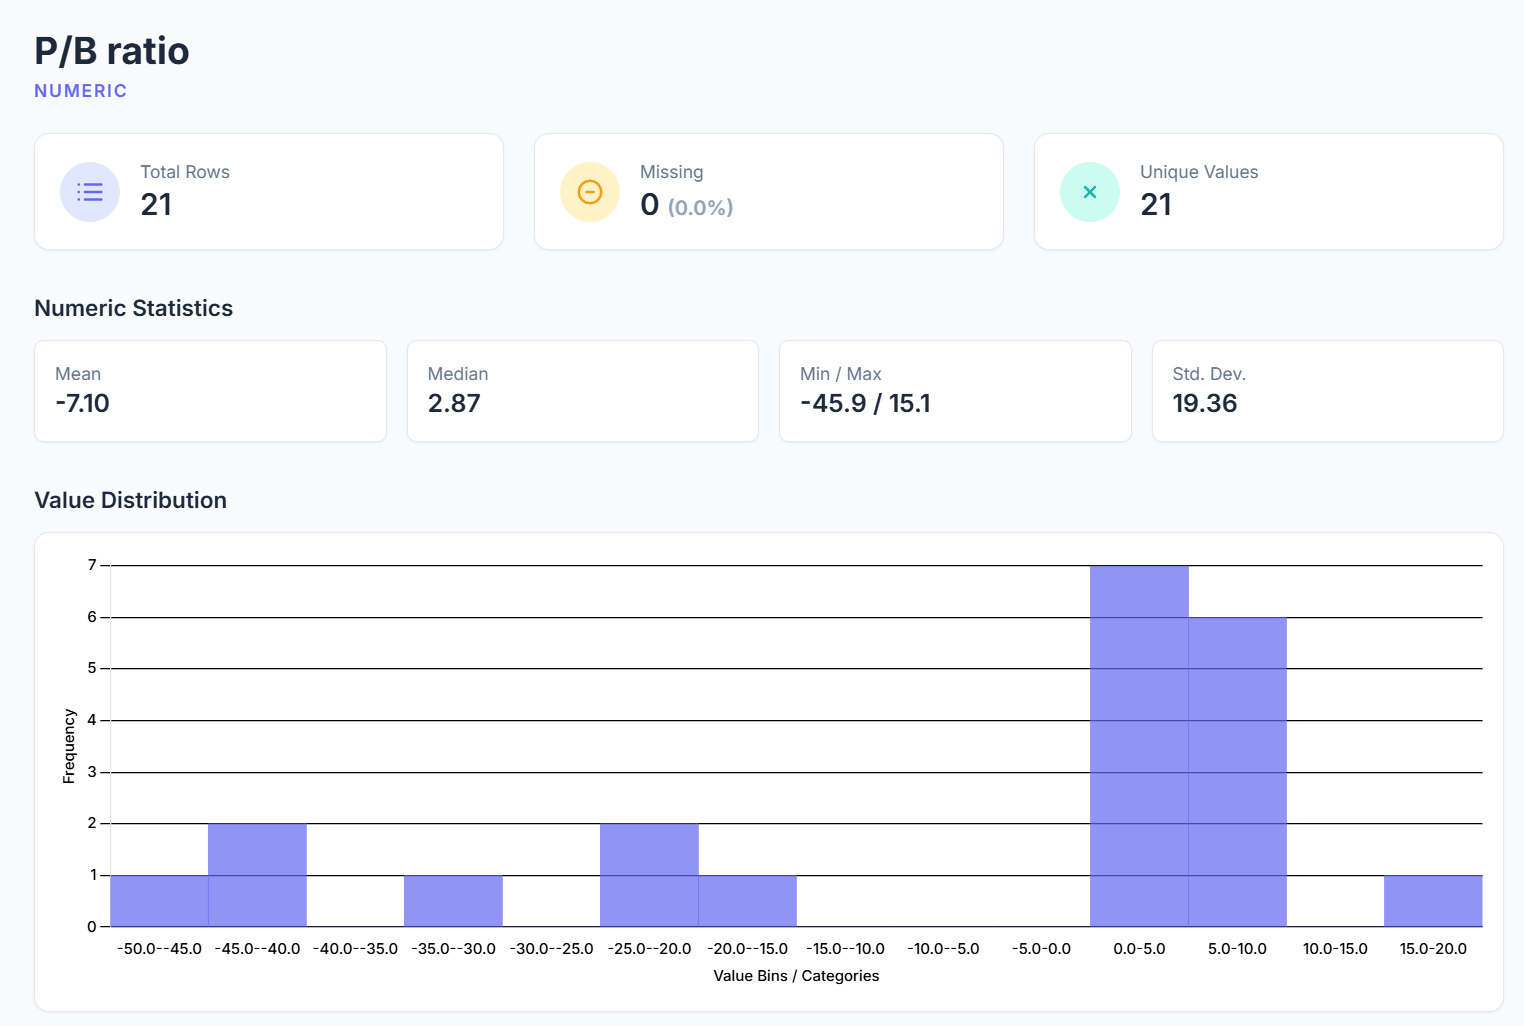 P/B ratio
NUMERIC
Total Rows
21
Missing
0 (0.0%)
Unique Values
21
Numeric Statistics
Mean
-7.10
Median
2.87
Min / Max
-45.9 / 15.1
Std. Dev.
19.36
Value Distribution
7
6
5
4
3
2
1
0
Frequency
-50.0--45.0 -45.0--40.0 -40.0--35.0 -35.0--30.0 -30.0--25.0 -25.0--20.0 -20.0--15.0 -15.0--10.0 -10.0--5.0 -5.0-0.0 0.0-5.0 5.0-10.0 10.0-15.0 15.0-20.0
Value Bins / Categories